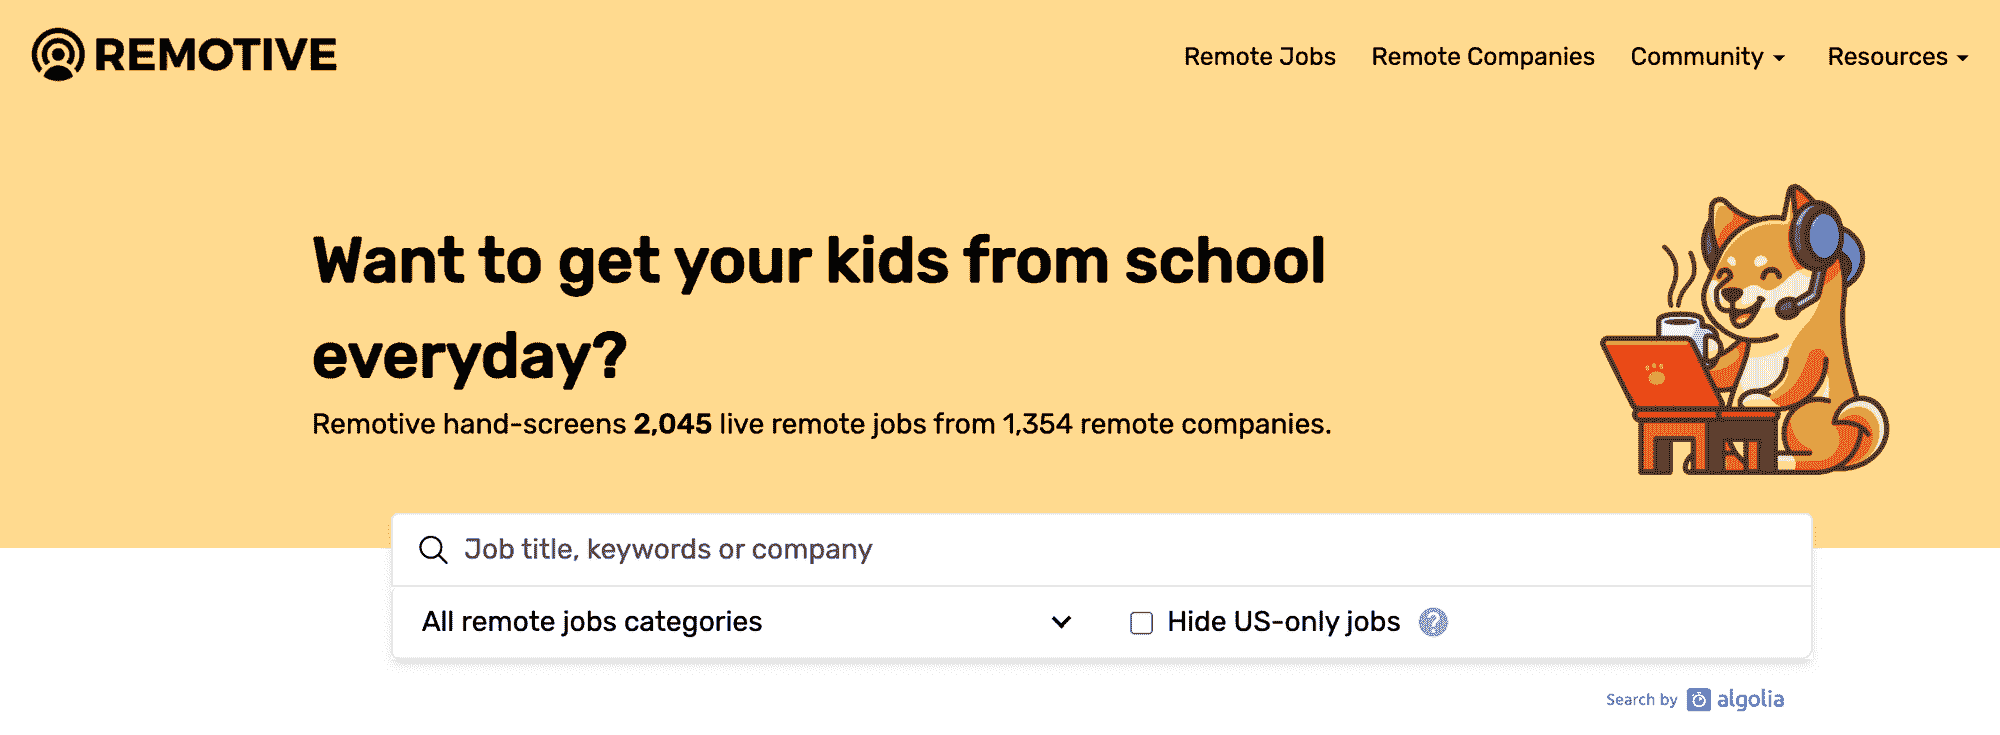 REMOTIVE
Remote Jobs
Remote Companies
Community
Resources
Want to get your kids from school
everyday?
Remotive hand-screens 2,045 live remote jobs from 1,354 remote companies.
Job title, keywords or company
All remote jobs categories
Hide US-only jobs ?
Search by algolia